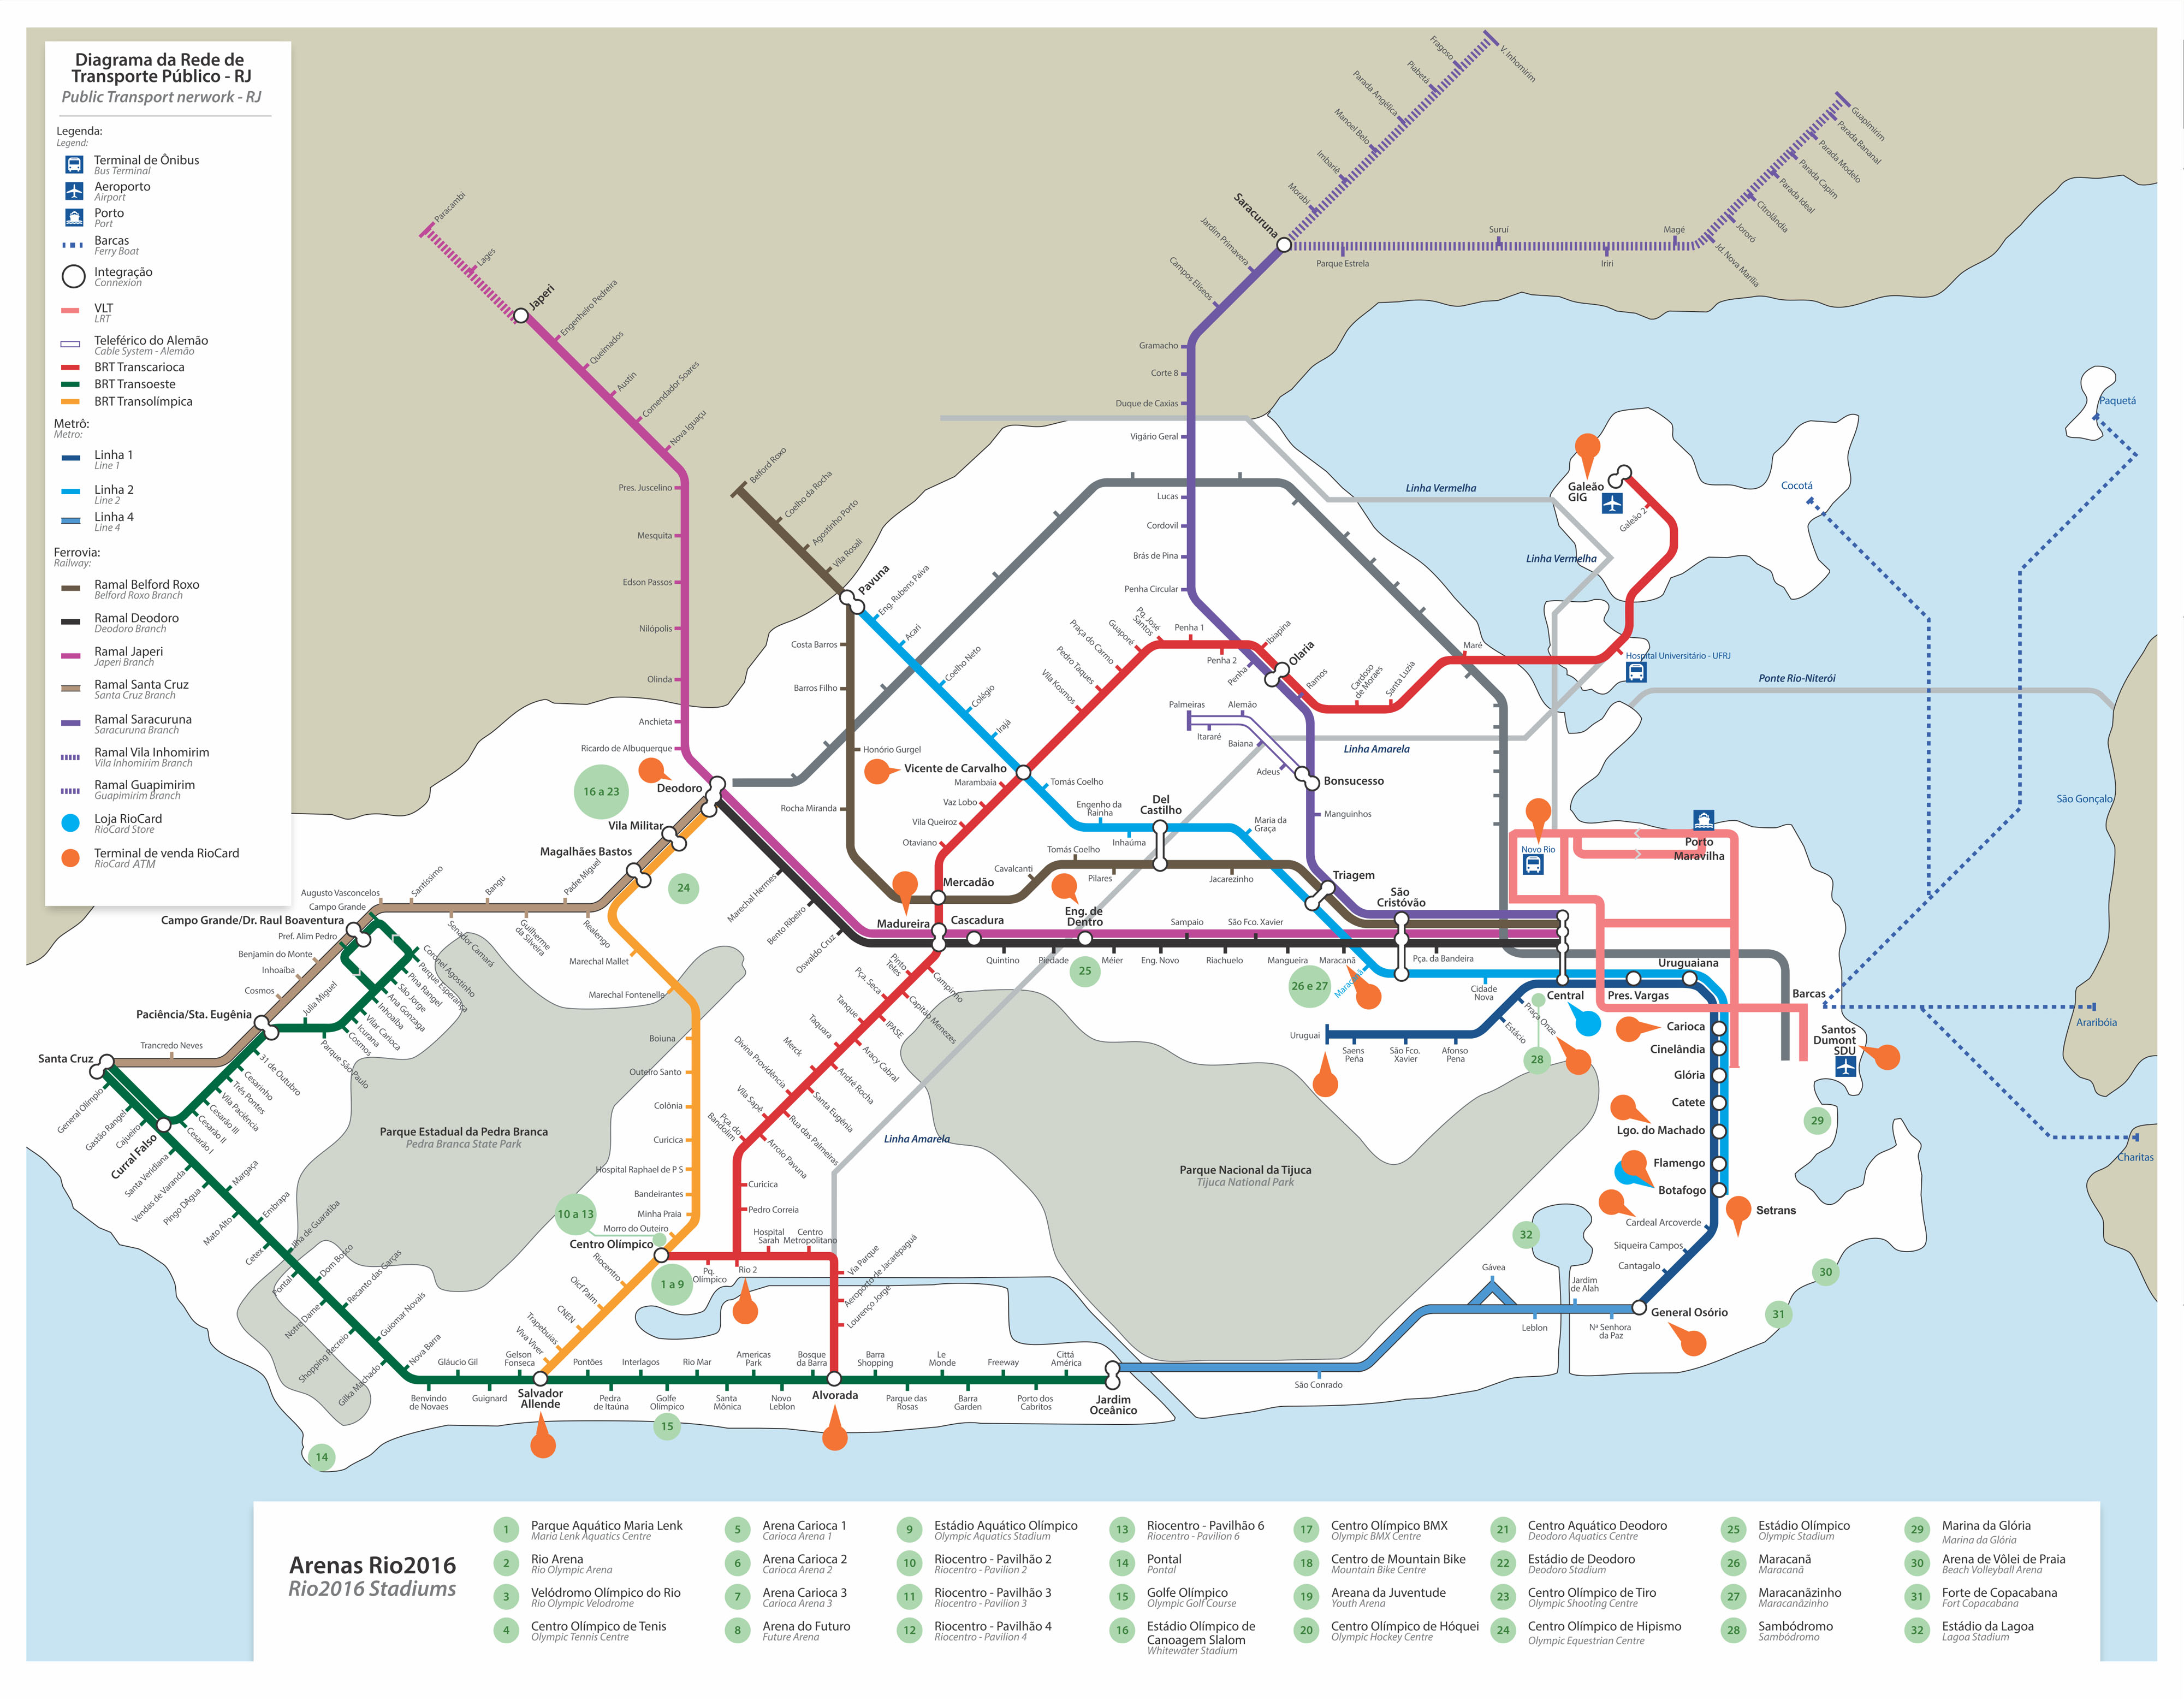 Diagrama da Rede de
Transporte Público - RJ
Public Transport nerwork - RJ
Legenda:
Legend:
Terminal de Ônibus
Bus Terminal
Aeroporto
Airport
Porto
Port
Barcas
Ferry Boat
Integração
Connexion
VLT
LRT
Teleférico do Alemão
Cable System - Alemão
BRT Transcarioca
BRT Transoeste
BRT Transolímpica
Metrô:
Metro:
Linha 1
Line 1
Linha 2
Line 2
Linha 4
Line 4
Ferrovia:
Railway:
Ramal Belford Roxo
Belford Roxo Branch
Ramal Deodoro
Deodoro Branch
Ramal Japeri
Japeri Branch
Ramal Santa Cruz
Santa Cruz Branch
Ramal Saracuruna
Saracuruna Branch
Ramal Vila Inhomirim
Vila Inhomirim Branch
Ramal Guapimirim
Guapimirim Branch
Loja RioCard
RioCard Store
Terminal de venda RioCard
RioCard ATM
Paracambi
Lages
Japeri
Engenheiro Pedreira
Queimados
Austin
Comendador Soares
Nova Iguaçu
Pres. Juscelino
Mesquita
Edson Passos
Nilópolis
Olinda
Anchieta
Ricardo de Albuquerque
Deodoro
16 a 23
Vila Militar
Magalhães Bastos
24
Belford Roxo
Coelho da Rocha
Agostinho Porto
Vila Rosali
Pavuna
Costa Barros
Barros Filho
Honório Gurgel
Rocha Miranda
Eng. Rubens Paiva
Acari
Coelho Neto
Colégio
Irajá
Vicente de Carvalho
Tomás Coelho
Engenho da
Rainha
Inhaúma
Del
Castilho
Maria da
Graça
V. Inhomirim
Fragoso
Piabetá
Parada Angélica
Manoel Belo
Imbariê
Morabi
Saracuruna
Jardim Primavera
Campos Elíseos
Gramacho
Corte 8
Duque de Caxias
Vigário Geral
Lucas
Cordovil
Brás de Pina
Penha Circular
Parque Estrela
Suruí
Iriri
Magé
Jd. Nova Marília
Jororó
Citrolândia
Parada Ideal
Parada Capim
Parada Modelo
Parada Bananal
Guapimirim
Linha Vermelha
Linha Vermelha
Galeão
GIG
Galeão 2
Cocotá
Paquetá
Hospital Universitário - UFRJ
Ponte Rio-Niterói
São Gonçalo
Maré
Santa Luzia
Cardoso
de Moraes
Ramos
Olaria
Ibiapina
Penha
Penha 2
Penha 1
Pq. José
Santos
Guaporé
Praça do Carmo
Pedro Taques
Vila Kosmos
Palmeiras
Alemão
Itararé
Baiana
Adeus
Bonsucesso
Linha Amarela
Manguinhos
Marambaia
Vaz Lobo
Vila Queiroz
Otaviano
Mercadão
Madureira
Cavalcanti
Tomás Coelho
Pilares
Jacarezinho
Triagem
São
Cristóvão
Cascadura
Eng. de
Dentro
Sampaio
São Fco. Xavier
Quintino
Piedade
Méier
Eng. Novo
Riachuelo
Mangueira
Maracanã
Maracanã
Pça. da Bandeira
25
26 e 27
Marechal Hermes
Bento Ribeiro
Oswaldo Cruz
Novo Rio
Porto
Maravilha
Cidade
Nova
Central
Pres. Vargas
Uruguaiana
Praça Onze
Estácio
28
Uruguai
Saens
Peña
São Fco.
Xavier
Afonso
Pena
Barcas
Santos
Dumont
SDU
Araribóia
Charitas
Carioca
Cinelândia
Glória
Catete
Lgo. do Machado
Flamengo
Botafogo
Setrans
Cardeal Arcoverde
Siqueira Campos
Cantagalo
General Osório
29
30
31
32
Gávea
Jardim
de Alah
Leblon
Nª Senhora
da Paz
São Conrado
Augusto Vasconcelos
Campo Grande
Campo Grande/Dr. Raul Boaventura
Santíssimo
Senador Camará
Bangu
Guilherme
da Silveira
Padre Miguel
Realengo
Pref. Alim Pedro
Benjamin do Monte
Inhoaíba
Cosmos
Paciência/Sta. Eugênia
Trancredo Neves
Santa Cruz
Julia Miguel
Coronel Agostinho
Parque Esperança
Pina Rangel
São Jorge
Ana Gonzaga
Inhoaíba
Vilar Carioca
Icurana
Cosmos
Parque São Paulo
31 de Outubro
Cesarinho
Três Pontes
Vila Paciência
Cesarão III
Cesarão II
Cesarão I
General Olímpio
Gastão Rangel
Cajueiro
Curral Falso
Santa Veridiana
Vendas de Varanda
Pingo DAgua
Mato Alto
Margaça
Embrapa
Cetex
Ilha de Guaratiba
Pontal
Dom Bosco
Notre Dame
Recanto das Garças
Shopping Recreio
Guiomar Novais
Gilka Machado
Nova Barra
14
Parque Estadual da Pedra Branca
Pedra Branca State Park
Marechal Mallet
Marechal Fontenelle
Boiuna
Outeiro Santo
Colônia
Curicica
Hospital Raphael de P S
Bandeirantes
Minha Praia
Morro do Outeiro
10 a 13
Centro Olímpico
1 a 9
Riocentro
Oicf Palm
CNEN
Trapebuias
Viva Viver
Pinto
Teles
Campinho
Pça. Seca
Capitão Menezes
Tanque
IPASE
Taquara
Aracy Cabral
Merck
André Rocha
Divina Providência
Santa Eugênia
Vila Sapê
Rua das Palmeiras
Pça. do
Bandolim
Arroio Pavuna
Curicica
Pedro Correia
Hospital
Sarah
Centro
Metropolitano
Pq.
Olímpico
Rio 2
Via Parque
Aeroporto de Jacarépaguá
Lourenço Jorge
Linha Amarela
Parque Nacional da Tijuca
Tijuca National Park
Benvindo
de Novaes
Gláucio Gil
Guignard
Gelson
Fonseca
Salvador
Allende
Pontões
Pedra
de Itaúna
Interlagos
Golfe
Olímpico
15
Rio Mar
Santa
Mônica
Americas
Park
Novo
Leblon
Bosque
da Barra
Alvorada
Barra
Shopping
Parque das
Rosas
Le
Monde
Barra
Garden
Freeway
Porto dos
Cabritos
Cittá
América
Jardim
Oceânico
Arenas Rio2016
Rio2016 Stadiums
1 Parque Aquático Maria Lenk
Maria Lenk Aquatics Centre
2 Rio Arena
Rio Olympic Arena
3 Velódromo Olímpico do Rio
Rio Olympic Velodrome
4 Centro Olímpico de Tenis
Olympic Tennis Centre
5 Arena Carioca 1
Carioca Arena 1
6 Arena Carioca 2
Carioca Arena 2
7 Arena Carioca 3
Carioca Arena 3
8 Arena do Futuro
Future Arena
9 Estádio Aquático Olímpico
Olympic Aquatics Stadium
10 Riocentro - Pavilhão 2
Riocentro - Pavilion 2
11 Riocentro - Pavilhão 3
Riocentro - Pavilion 3
12 Riocentro - Pavilhão 4
Riocentro - Pavilion 4
13 Riocentro - Pavilhão 6
Riocentro - Pavilion 6
14 Pontal
Pontal
15 Golfe Olímpico
Olympic Golf Course
16 Estádio Olímpico de
Canoagem Slalom
Whitewater Stadium
17 Centro Olímpico BMX
Olympic BMX Centre
18 Centro de Mountain Bike
Mountain Bike Centre
19 Areana da Juventude
Youth Arena
20 Centro Olímpico de Hóquei
Olympic Hockey Centre
21 Centro Aquático Deodoro
Deodoro Aquatics Centre
22 Estádio de Deodoro
Deodoro Stadium
23 Centro Olímpico de Tiro
Olympic Shooting Centre
24 Centro Olímpico de Hipismo
Olympic Equestrian Centre
25 Estádio Olímpico
Olympic Stadium
26 Maracanã
Maracanã
27 Maracanãzinho
Maracanãzinho
28 Sambódromo
Sambódromo
29 Marina da Glória
Marina da Glória
30 Arena de Vôlei de Praia
Beach Volleyball Arena
31 Forte de Copacabana
Fort Copacabana
32 Estádio da Lagoa
Lagoa Stadium